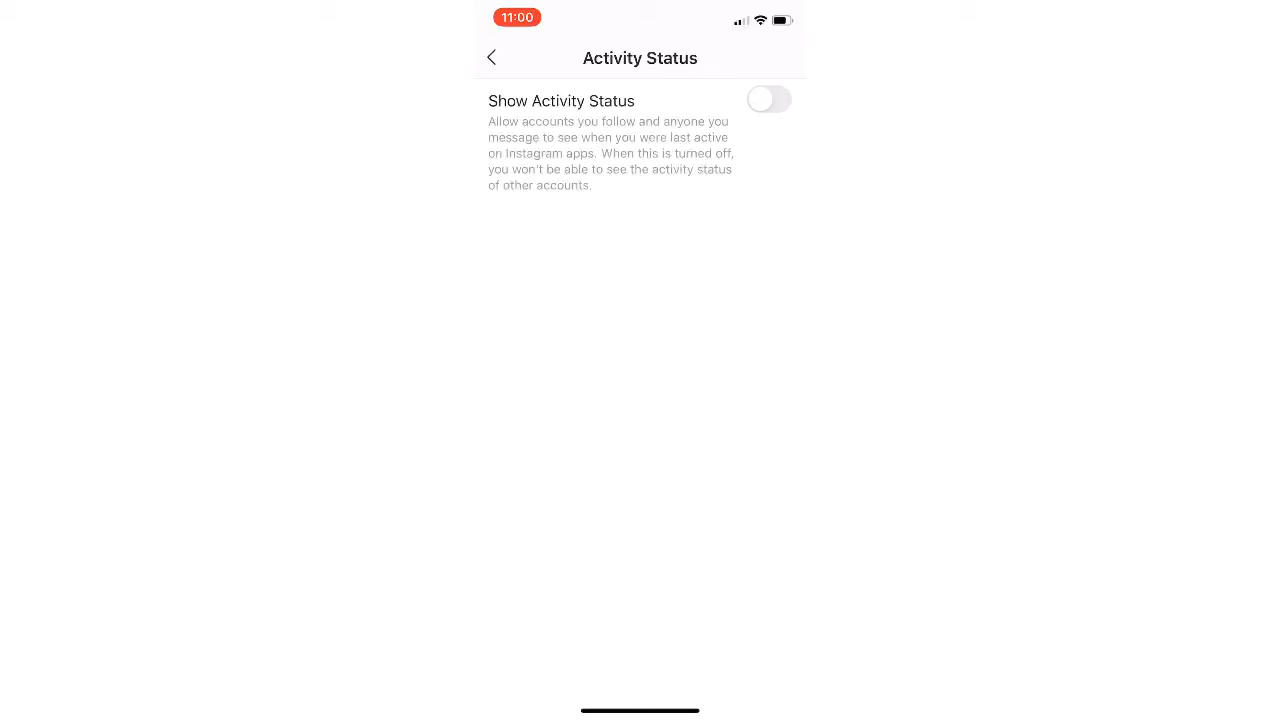 11:00
Activity Status
Show Activity Status
Allow accounts you follow and anyone you
message to see when you were last active
on Instagram apps. When this is turned off,
you won't be able to see the activity status
of other accounts.